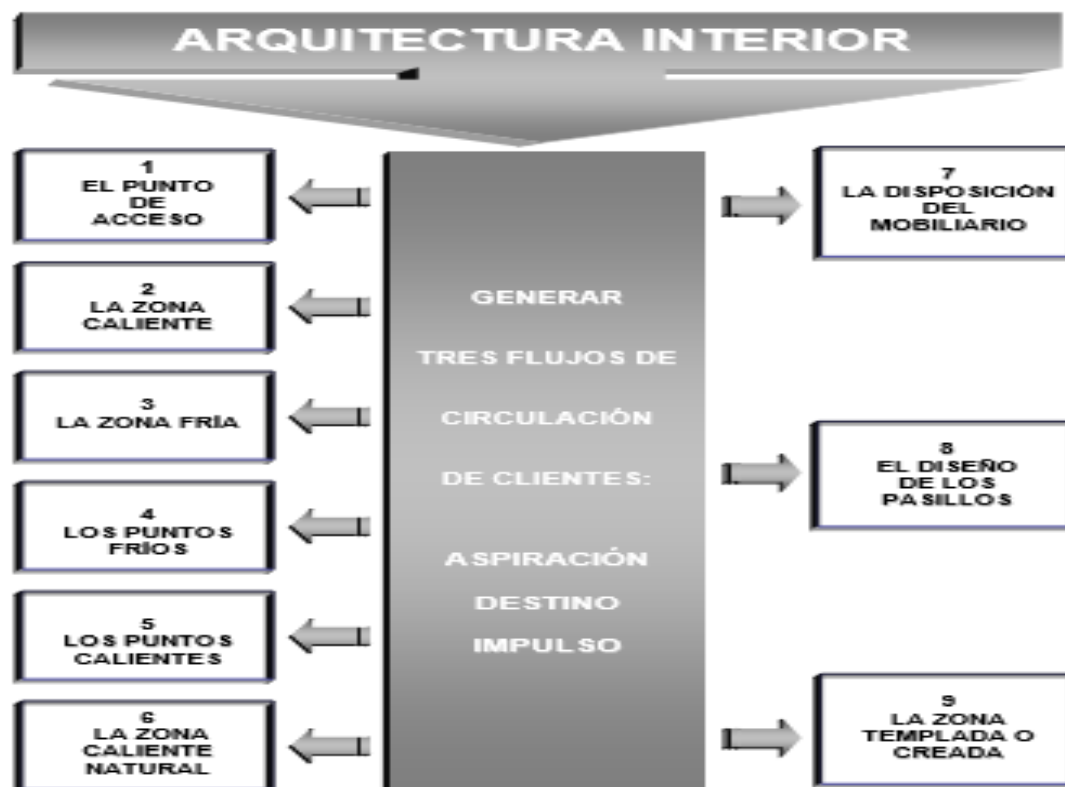 ARQUITECTURA INTERIOR
1
EL PUNTO
DE
ACCESO
2
LA ZONA
CALIENTE
3
LA ZONA FRÍA
4
LOS PUNTOS
FRÍOS
5
LOS PUNTOS
CALIENTES
6
LA ZONA
CALIENTE
NATURAL
GENERAR
TRES FLUJOS DE
CIRCULACIÓN
DE CLIENTES:
ASPIRACIÓN
DESTINO
IMPULSO
7
LA DISPOSICIÓN
DEL
MOBILIARIO
8
EL DISEÑO
DE LOS
PASILLOS
9
LA ZONA
TEMPLADA O
CREADA